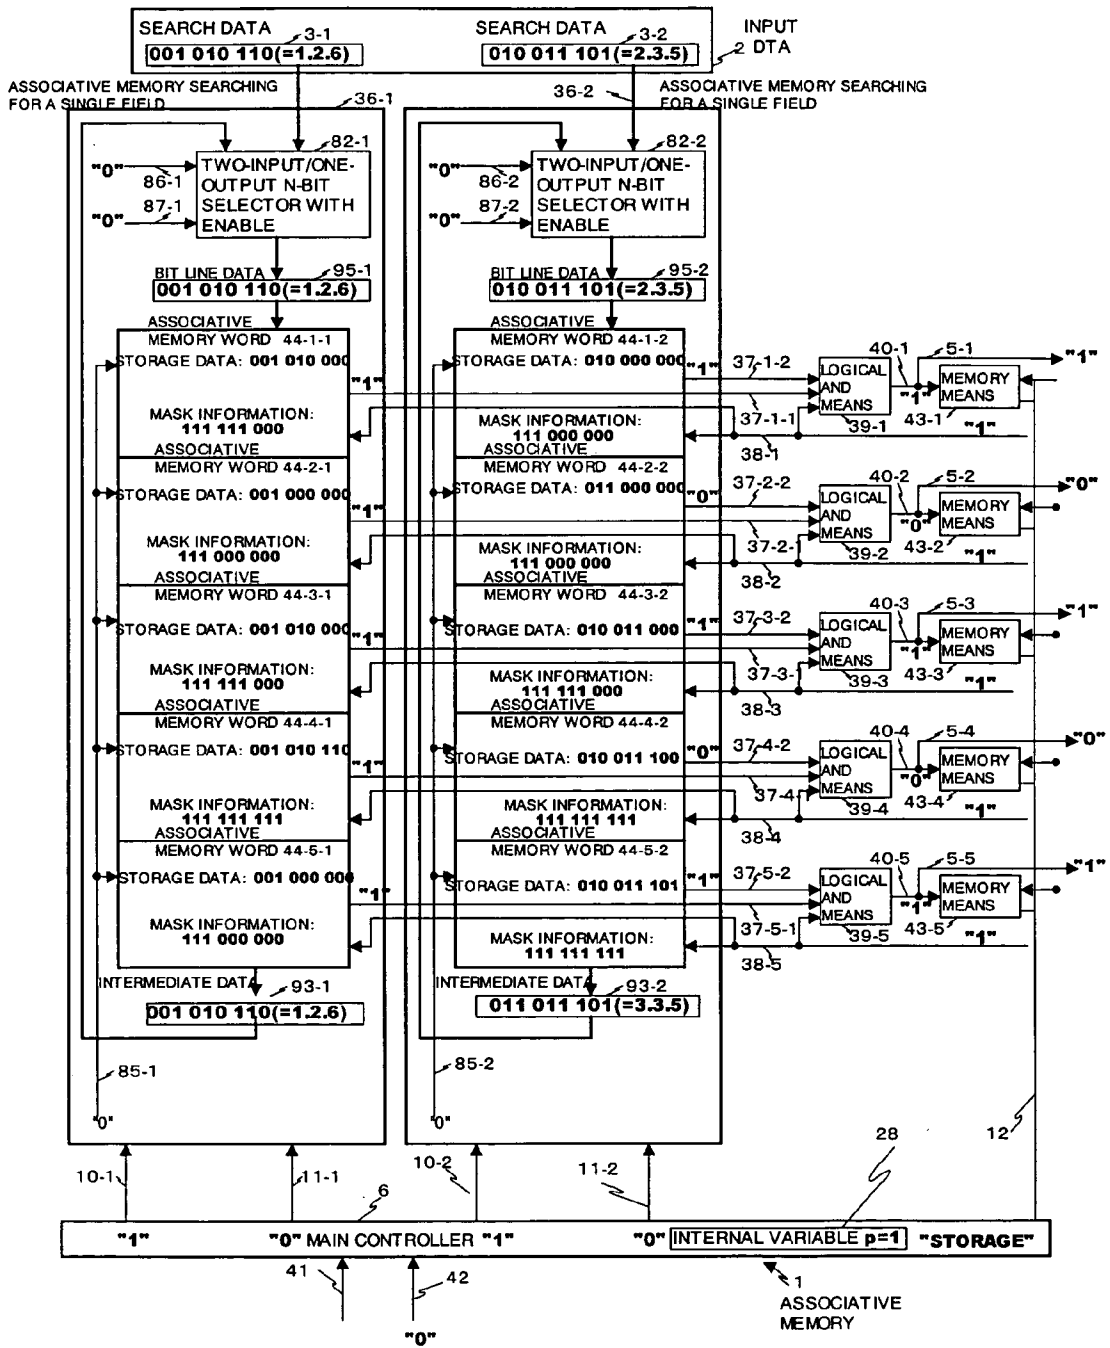 SEARCH DATA 3-1
001 010 110(=1.2.6)
SEARCH DATA 3-2
010 011 101(=2.3.5)
INPUT
2 DTA
ASSOCIATIVE MEMORY SEARCHING
FOR A SINGLE FIELD
36-1
36-2
ASSOCIATIVE MEMORY SEARCHING
FOR A SINGLE FIELD
82-1
"0"
86-1
87-1
"0"
TWO-INPUT/ONE-
OUTPUT N-BIT
SELECTOR WITH
ENABLE
82-2
"0"
86-2
87-2
"0"
TWO-INPUT/ONE-
OUTPUT N-BIT
SELECTOR WITH
ENABLE
BIT LINE DATA 95-1
001 010 110(=1.2.6)
BIT LINE DATA 95-2
010 011 101(=2.3.5)
ASSOCIATIVE
MEMORY WORD 44-1-1
STORAGE DATA: 001 010 000
"1"
MASK INFORMATION:
111 111 000
ASSOCIATIVE
MEMORY WORD 44-1-2
STORAGE DATA: 010 000 000
"1"
MASK INFORMATION:
111 000 000
37-1-2
37-1-1
38-1
LOGICAL
AND
MEANS
39-1
40-1
"1"
5-1
"1"
MEMORY
MEANS
43-1
"1"
ASSOCIATIVE
MEMORY WORD 44-2-1
STORAGE DATA: 001 000 000
"1"
MASK INFORMATION:
111 000 000
ASSOCIATIVE
MEMORY WORD 44-2-2
STORAGE DATA: 011 000 000
"0"
MASK INFORMATION:
111 000 000
37-2-2
37-2-1
38-2
LOGICAL
AND
MEANS
39-2
40-2
"0"
5-2
"0"
MEMORY
MEANS
43-2
"1"
ASSOCIATIVE
MEMORY WORD 44-3-1
STORAGE DATA: 001 010 000
"1"
MASK INFORMATION:
111 111 000
ASSOCIATIVE
MEMORY WORD 44-3-2
STORAGE DATA: 010 011 000
"1"
MASK INFORMATION:
111 111 000
37-3-2
37-3-1
38-3
LOGICAL
AND
MEANS
39-3
40-3
"1"
5-3
"1"
MEMORY
MEANS
43-3
"1"
ASSOCIATIVE
MEMORY WORD 44-4-1
STORAGE DATA: 001 010 110
"1"
MASK INFORMATION:
111 111 111
ASSOCIATIVE
MEMORY WORD 44-4-2
STORAGE DATA: 010 011 100
"0"
MASK INFORMATION:
111 111 111
37-4-2
37-4-1
38-4
LOGICAL
AND
MEANS
39-4
40-4
"0"
5-4
"0"
MEMORY
MEANS
43-4
"1"
ASSOCIATIVE
MEMORY WORD 44-5-1
STORAGE DATA: 001 000 000
"1"
MASK INFORMATION:
111 000 000
ASSOCIATIVE
MEMORY WORD 44-5-2
STORAGE DATA: 010 011 101
"1"
MASK INFORMATION:
111 111 111
37-5-2
37-5-1
38-5
LOGICAL
AND
MEANS
39-5
40-5
"1"
5-5
"1"
MEMORY
MEANS
43-5
"1"
INTERMEDIATE DATA 93-1
001 010 110(=1.2.6)
INTERMEDIATE DATA 93-2
011 011 101(=3.3.5)
85-1
"0"
85-2
"0"
12
10-1
11-1
6
10-2
11-2
28
"1" "0" MAIN CONTROLLER "1" "0" INTERNAL VARIABLE p=1 "STORAGE"
41
42
"0"
1
ASSOCIATIVE
MEMORY